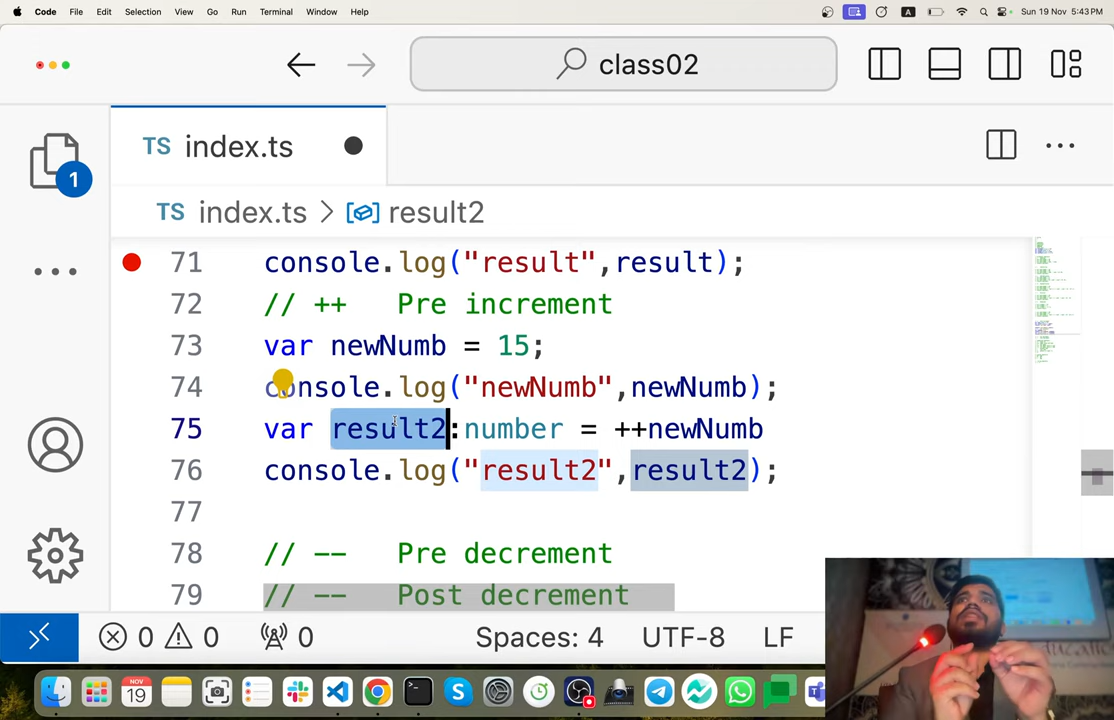 Code File Edit Selection View Go Run Terminal Window Help A Sun 19 Nov 5:43 PM
class02
TS index.ts
1
TS index.ts > result2
71 console.log("result",result);
72 // ++ Pre increment
73 var newNumb = 15;
74 console.log("newNumb",newNumb);
75 var result2:number = ++newNumb
76 console.log("result2",result2);
77
78 // -- Pre decrement
79 // -- Post decrement
0 0 0 Spaces: 4 UTF-8 LF
NOV
19